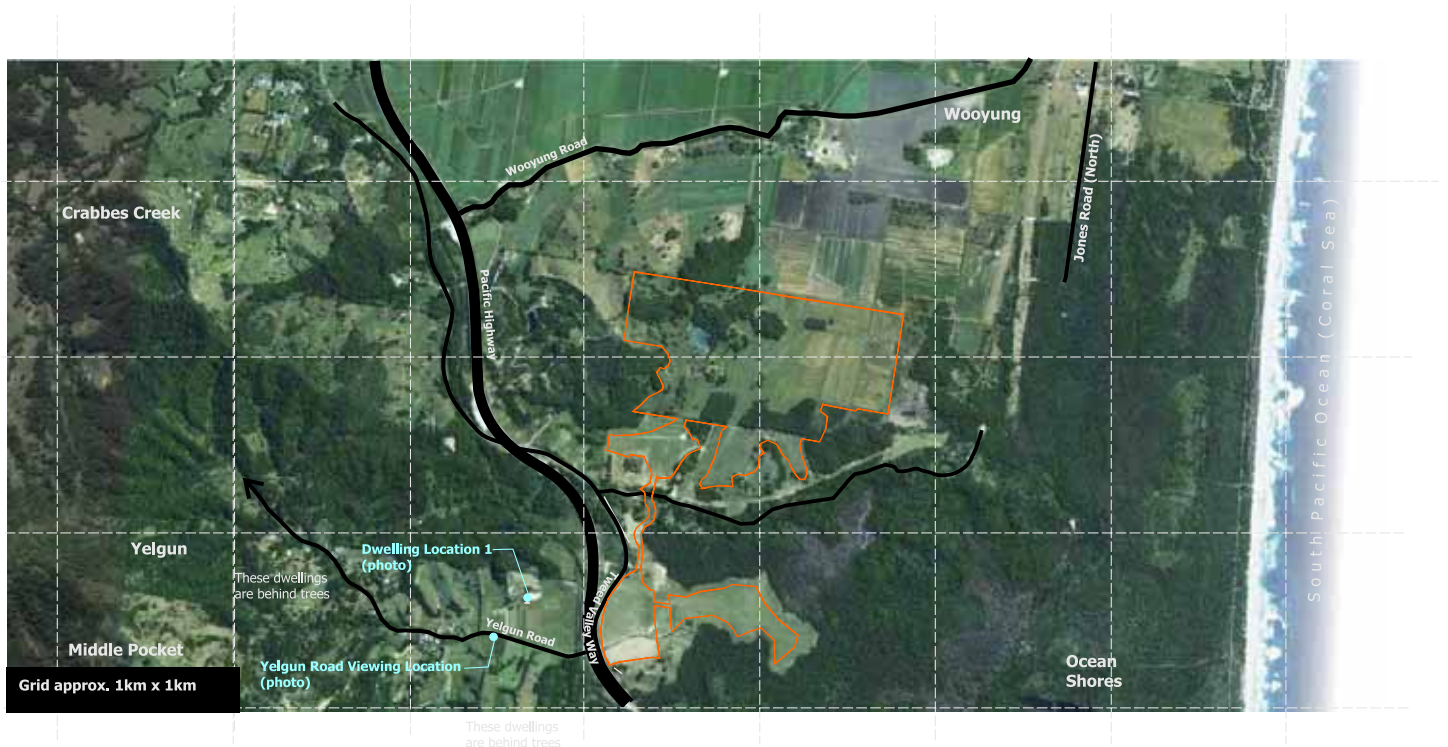 Wooyung
Wooyung Road
Jones Road (North)
Crabbes Creek
South Pacific Ocean (Coral Sea)
Pacific Highway
Yelgun
Dwelling Location 1
(photo)
These dwellings
are behind trees
Tweed Valley Way
Yelgun Road
Middle Pocket
Yelgun Road Viewing Location
(photo)
Ocean
Shores
Grid approx. 1km x 1km
These dwellings
are behind trees